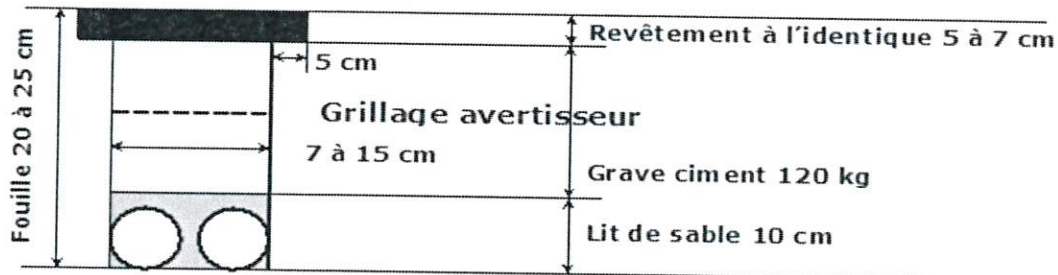 Fouille 20 à 25 cm
Revêtement à l'identique 5 à 7 cm
5 cm
Grillage avertisseur
7 à 15 cm
Grave ciment 120 kg
Lit de sable 10 cm